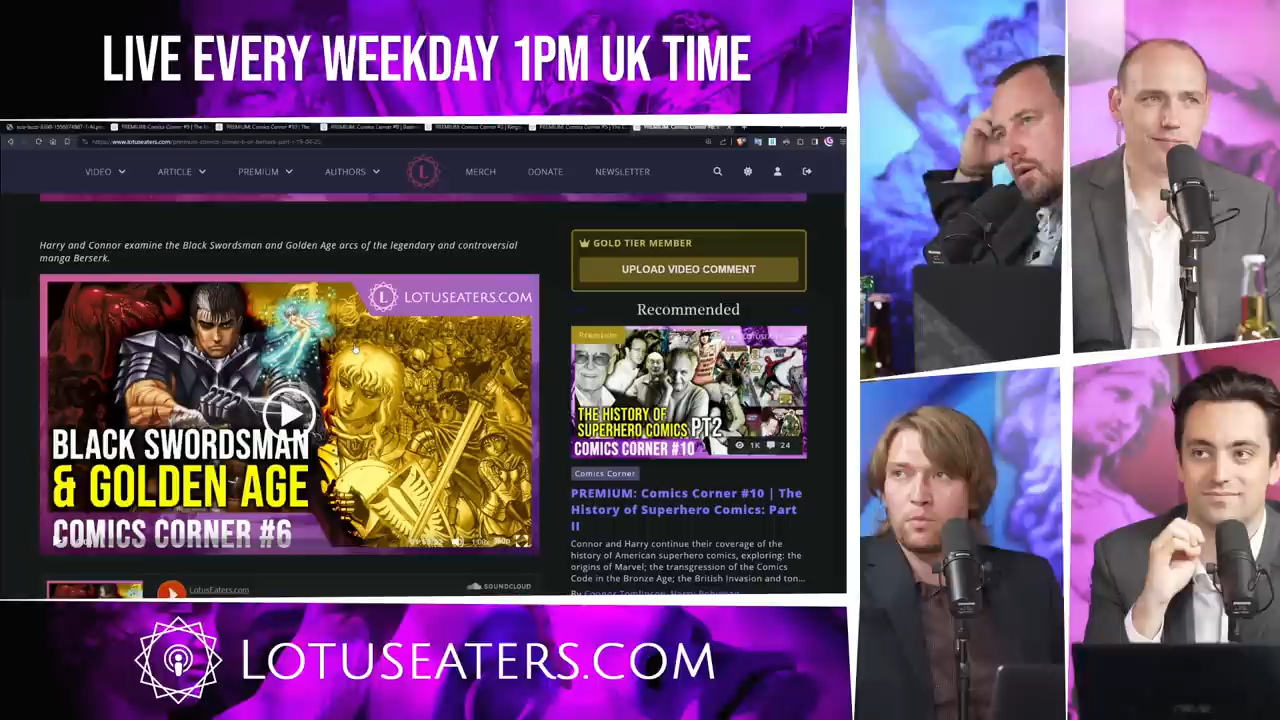 LIVE EVERY WEEKDAY 1PM UK TIME
VIDEO
ARTICLE
PREMIUM
AUTHORS
L
MERCH
DONATE
NEWSLETTER
Harry and Connor examine the Black Swordsman and Golden Age arcs of the legendary and controversial
manga Berserk.
L LOTUSEATERS.COM
BLACK SWORDSMAN
& GOLDEN AGE
COMICS CORNER #6
SOUNDCLOUD
LotusEaters.com
GOLD TIER MEMBER
UPLOAD VIDEO COMMENT
Recommended
Premium
THE HISTORY OF
SUPERHERO COMICS PT2
COMICS CORNER #10
1K 24
Comics Corner
PREMIUM: Comics Corner #10 | The
History of Superhero Comics: Part
II
Connor and Harry continue their coverage of the
history of American superhero comics, exploring: the
origins of Marvel; the transgression of the Comics
Code in the Bronze Age; the British Invasion and ton...
LOTUSEATERS.COM